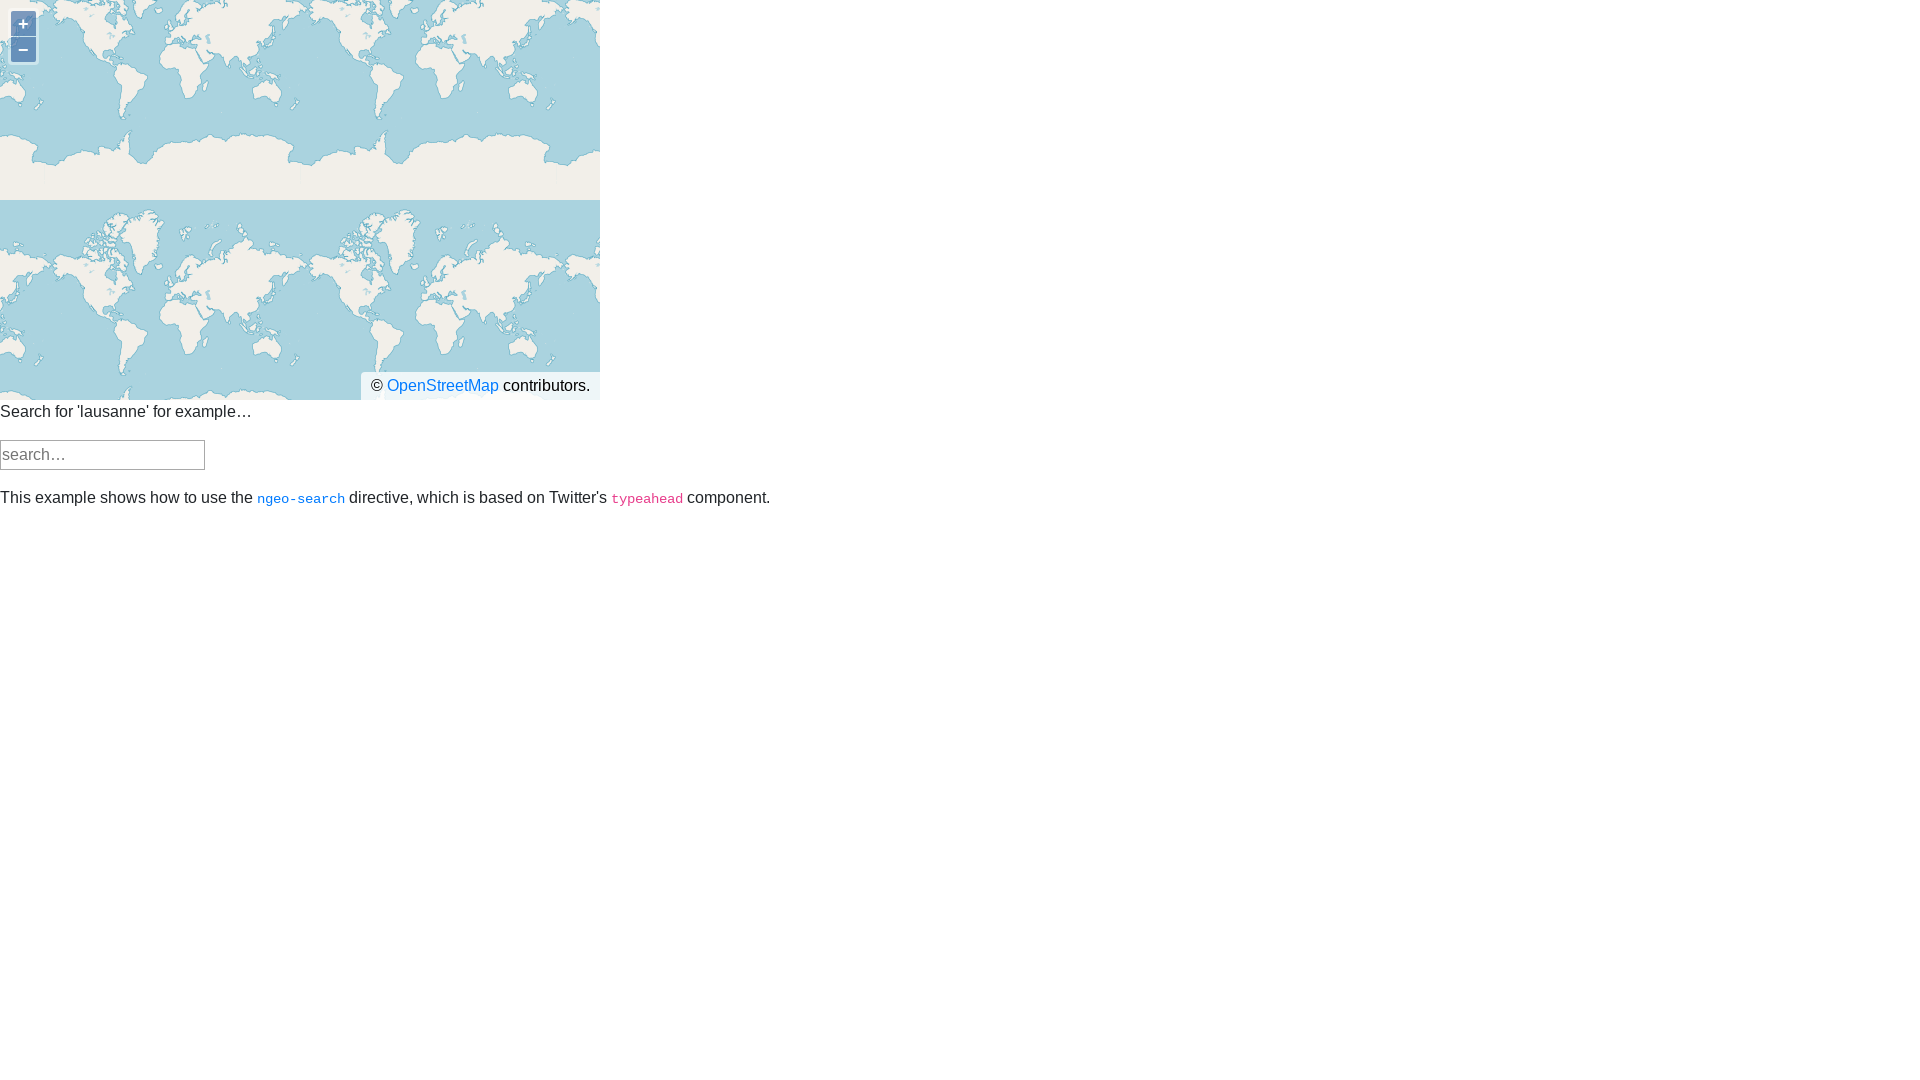 +
−
© OpenStreetMap contributors.
Search for 'lausanne' for example…
search…
This example shows how to use the ngeo-search directive, which is based on Twitter's typeahead component.